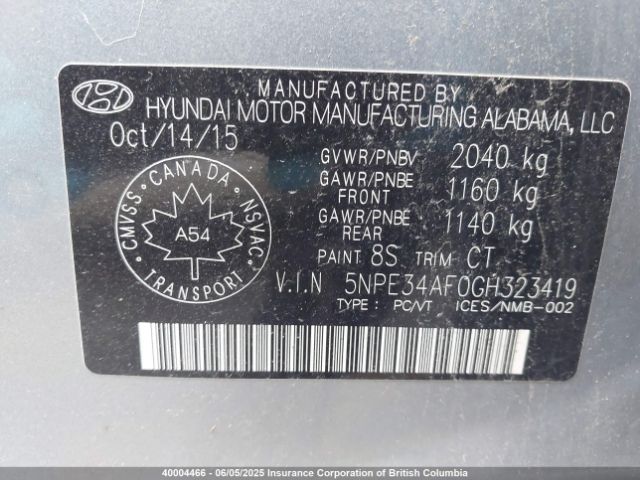 MANUFACTURED BY
HYUNDAI MOTOR MANUFACTURING ALABAMA, LLC
Oct/14/15
GVWR/PNBV 2040 kg
GAWR/PNBE FRONT 1160 kg
GAWR/PNBE REAR 1140 kg
PAINT 8S TRIM CT
CMVSS · CANADA · NSVAC
A54
TRANSPORT
V.I.N 5NPE34AF0GH323419
TYPE : PC/VT ICES/NMB-002
40004466 - 06/05/2025 Insurance Corporation of British Columbia